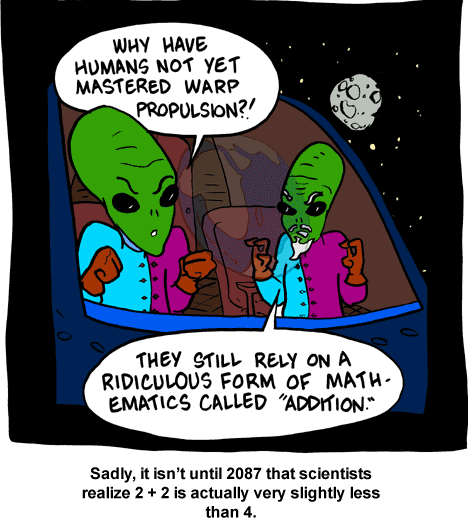 WHY HAVE
HUMANS NOT YET
MASTERED WARP
PROPULSION?!
THEY STILL RELY ON A
RIDICULOUS FORM OF MATH-
EMATICS CALLED "ADDITION."
Sadly, it isn't until 2087 that scientists
realize 2 + 2 is actually very slightly less
than 4.